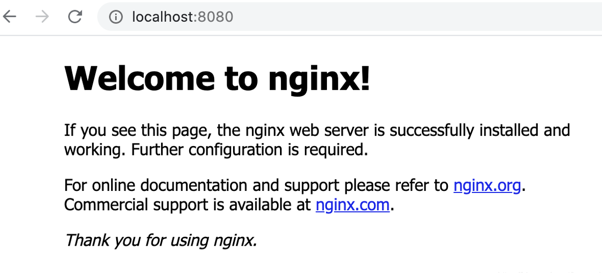 localhost:8080
Welcome to nginx!
If you see this page, the nginx web server is successfully installed and
working. Further configuration is required.
For online documentation and support please refer to nginx.org.
Commercial support is available at nginx.com.
Thank you for using nginx.